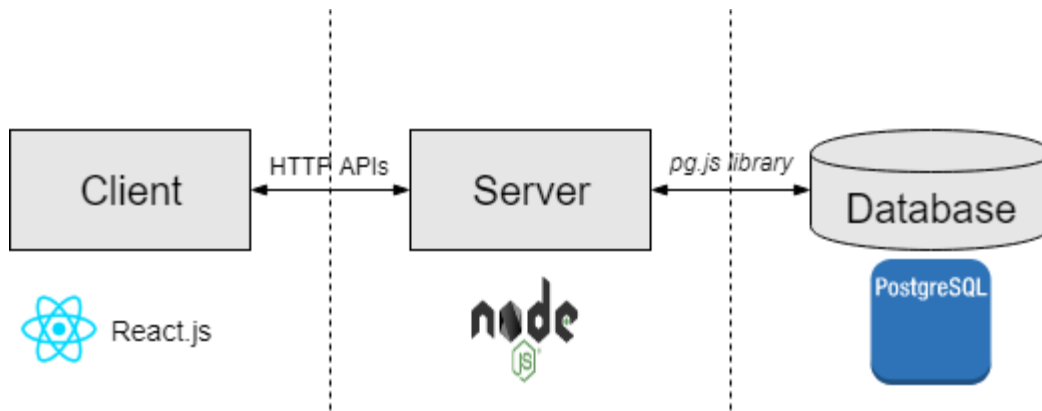 Client
HTTP APIs
Server
pg.js library
Database
React.js
node
JS
PostgreSQL